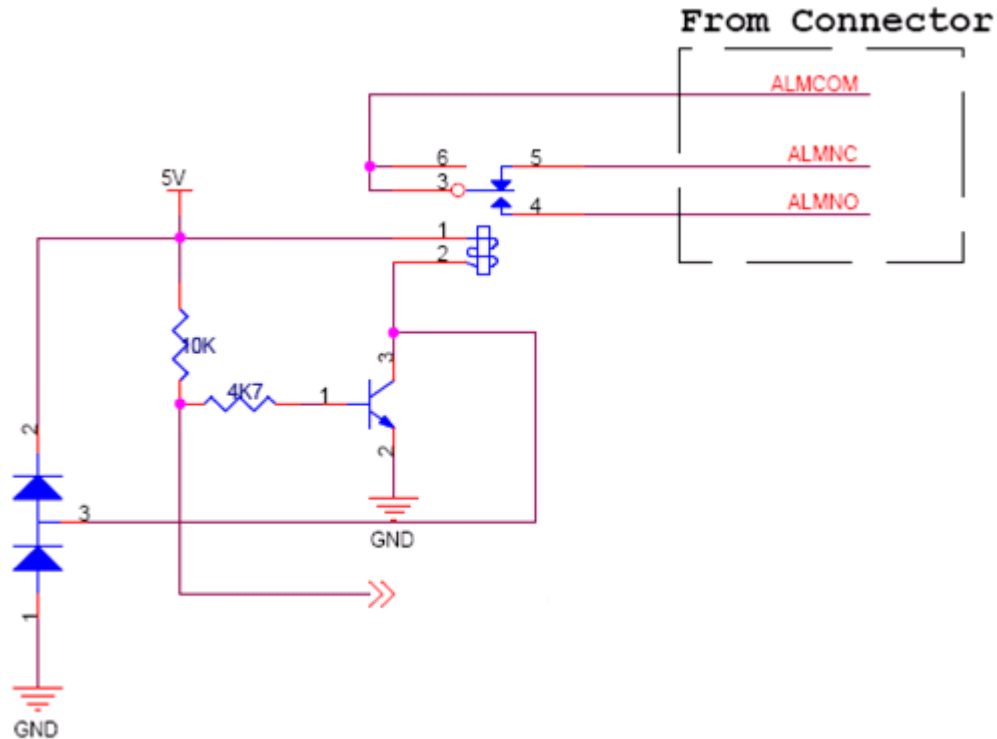 From Connector
ALMCOM
6
5
ALMNC
5V
3
4
ALMNO
1
2
10K
3
4K7
1
2
2
3
GND
1
GND